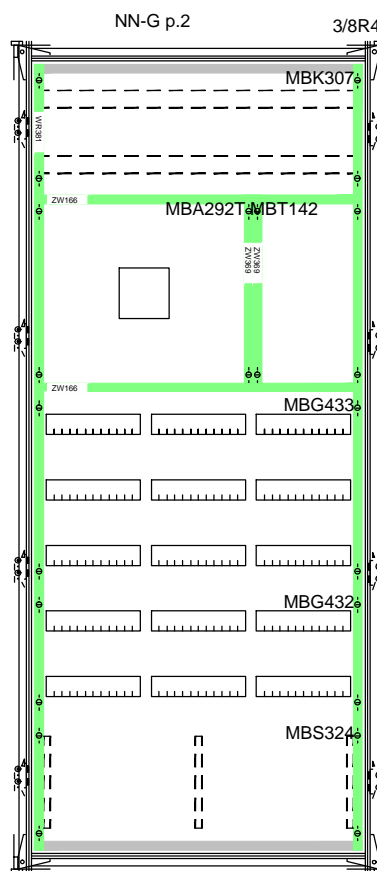 NN-G p.2
3/8R4
MBK307
WR381
ZW166
MBA292T MBT142
ZW369
ZW369
ZW166
MBG433
MBG432
MBS324